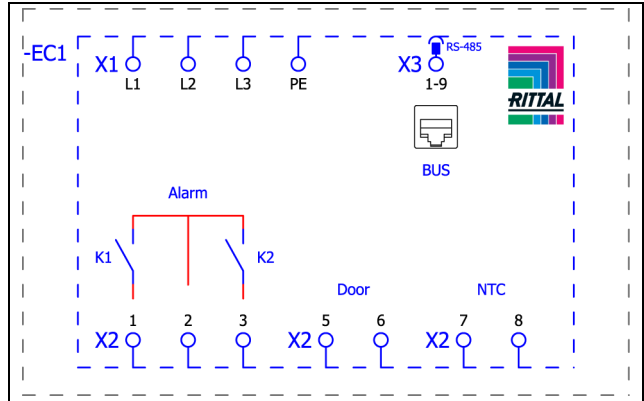 -EC1
X1 L1 L2 L3 PE
X3 RS-485
1-9
RITTAL
BUS
Alarm
K1 K2
Door NTC
X2 1 2 3
X2 5 6
X2 7 8